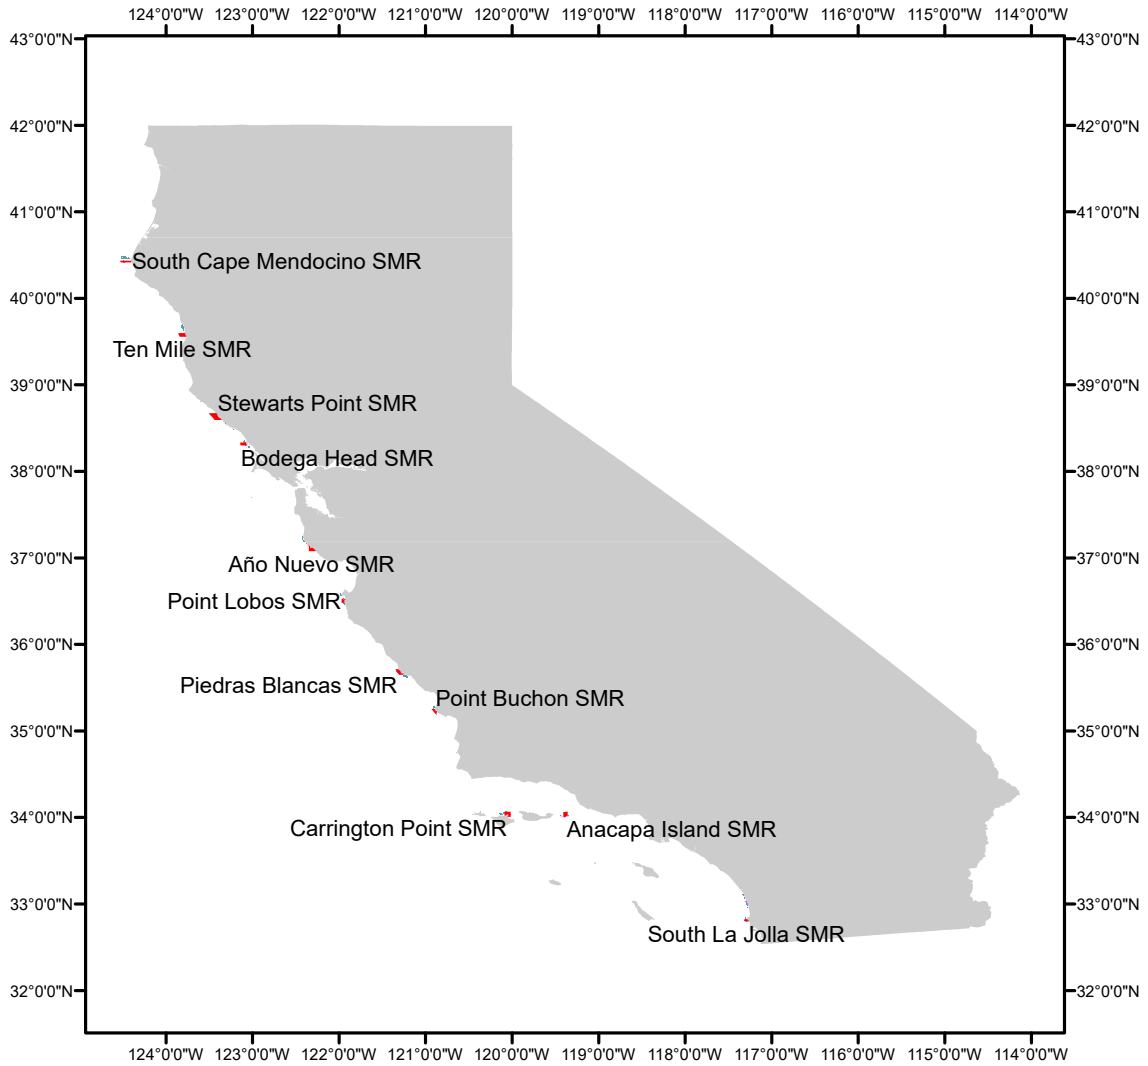 124°0'0"W 123°0'0"W 122°0'0"W 121°0'0"W 120°0'0"W 119°0'0"W 118°0'0"W 117°0'0"W 116°0'0"W 115°0'0"W 114°0'0"W
43°0'0"N 43°0'0"N
42°0'0"N 42°0'0"N
41°0'0"N 41°0'0"N
South Cape Mendocino SMR
40°0'0"N 40°0'0"N
Ten Mile SMR
39°0'0"N 39°0'0"N
Stewarts Point SMR
Bodega Head SMR
38°0'0"N 38°0'0"N
37°0'0"N 37°0'0"N
Año Nuevo SMR
Point Lobos SMR
36°0'0"N 36°0'0"N
Piedras Blancas SMR
Point Buchon SMR
35°0'0"N 35°0'0"N
34°0'0"N 34°0'0"N
Carrington Point SMR
Anacapa Island SMR
33°0'0"N 33°0'0"N
South La Jolla SMR
32°0'0"N 32°0'0"N
124°0'0"W 123°0'0"W 122°0'0"W 121°0'0"W 120°0'0"W 119°0'0"W 118°0'0"W 117°0'0"W 116°0'0"W 115°0'0"W 114°0'0"W